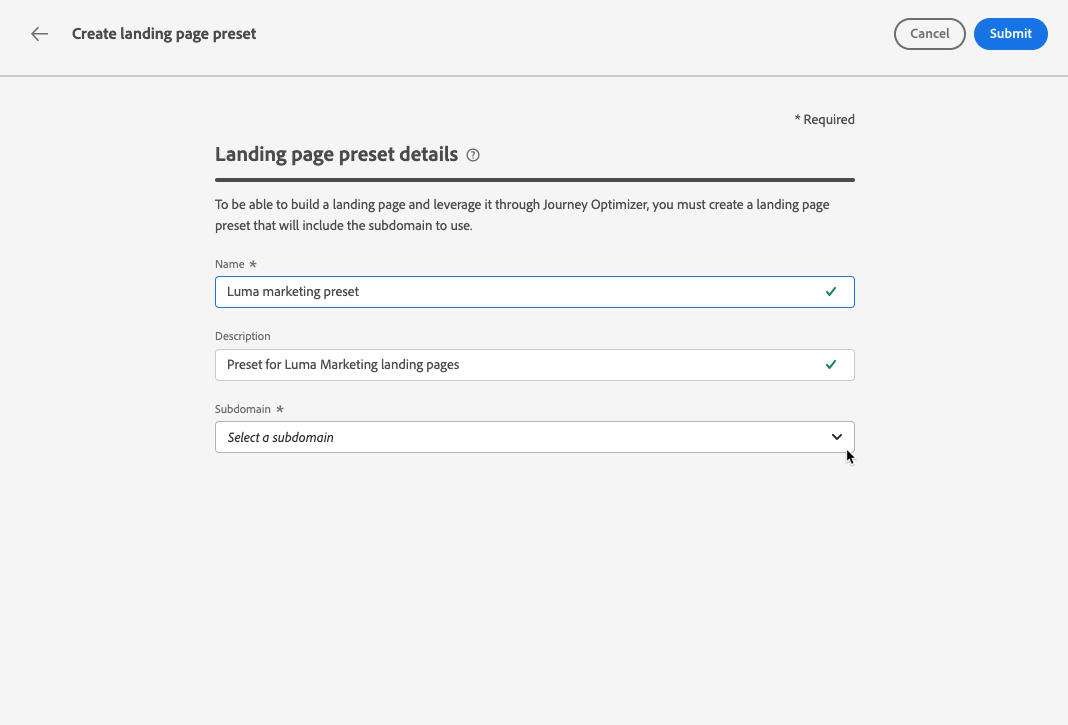 Create landing page preset
Cancel
Submit
* Required
Landing page preset details
To be able to build a landing page and leverage it through Journey Optimizer, you must create a landing page
preset that will include the subdomain to use.
Name *
Luma marketing preset
Description
Preset for Luma Marketing landing pages
Subdomain *
Select a subdomain